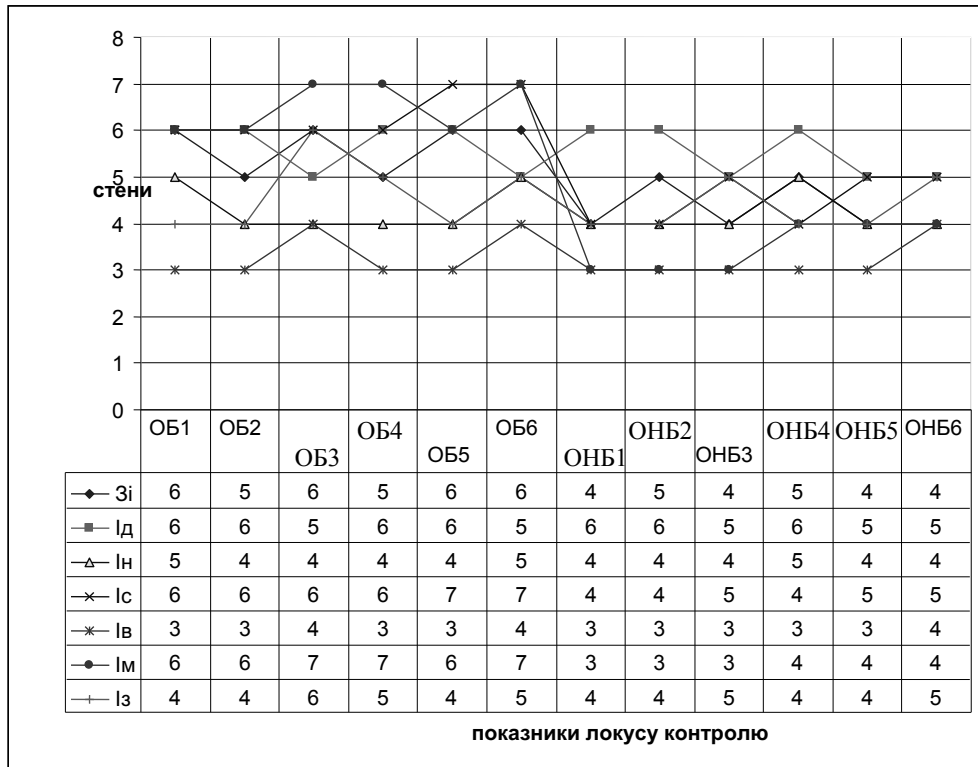 8
7
6
5
стени
4
3
2
1
0
ОБ1 ОБ2 ОБ3 ОБ4 ОБ5 ОБ6 ОНБ1 ОНБ2 ОНБ3 ОНБ4 ОНБ5 ОНБ6
Зі 6 5 6 5 6 6 4 5 4 5 4 4
Ід 6 6 5 6 6 5 6 6 5 6 5 5
Ін 5 4 4 4 4 5 4 4 4 5 4 4
Іс 6 6 6 6 7 7 4 4 5 4 5 5
Ів 3 3 4 3 3 4 3 3 3 3 3 4
Ім 6 6 7 7 6 7 3 3 3 4 4 4
Із 4 4 6 5 4 5 4 4 5 4 4 5
показники локусу контролю